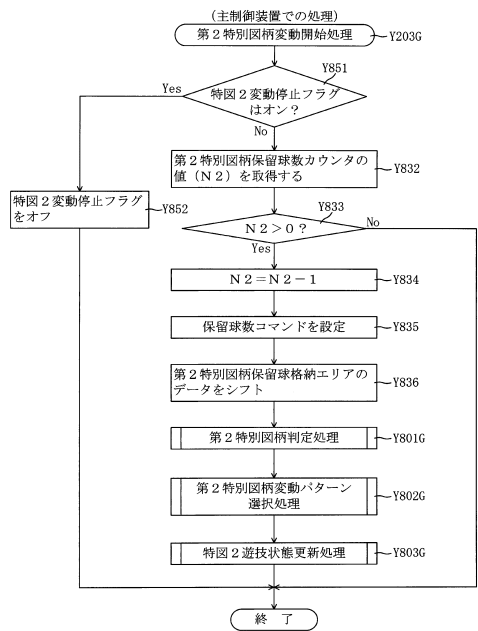 (主制御装置での処理)
第2特別図柄変動開始処理
Y203G
Y851
Yes
特図2変動停止フラグ
はオン?
No
第2特別図柄保留球数カウンタの
値(N2)を取得する
Y832
特図2変動停止フラグ
をオフ
Y852
Y833
N2>0?
No
Yes
N2=N2-1
Y834
保留球数コマンドを設定
Y835
第2特別図柄保留球格納エリアの
データをシフト
Y836
第2特別図柄判定処理
Y801G
第2特別図柄変動パターン
選択処理
Y802G
特図2遊技状態更新処理
Y803G
終 了